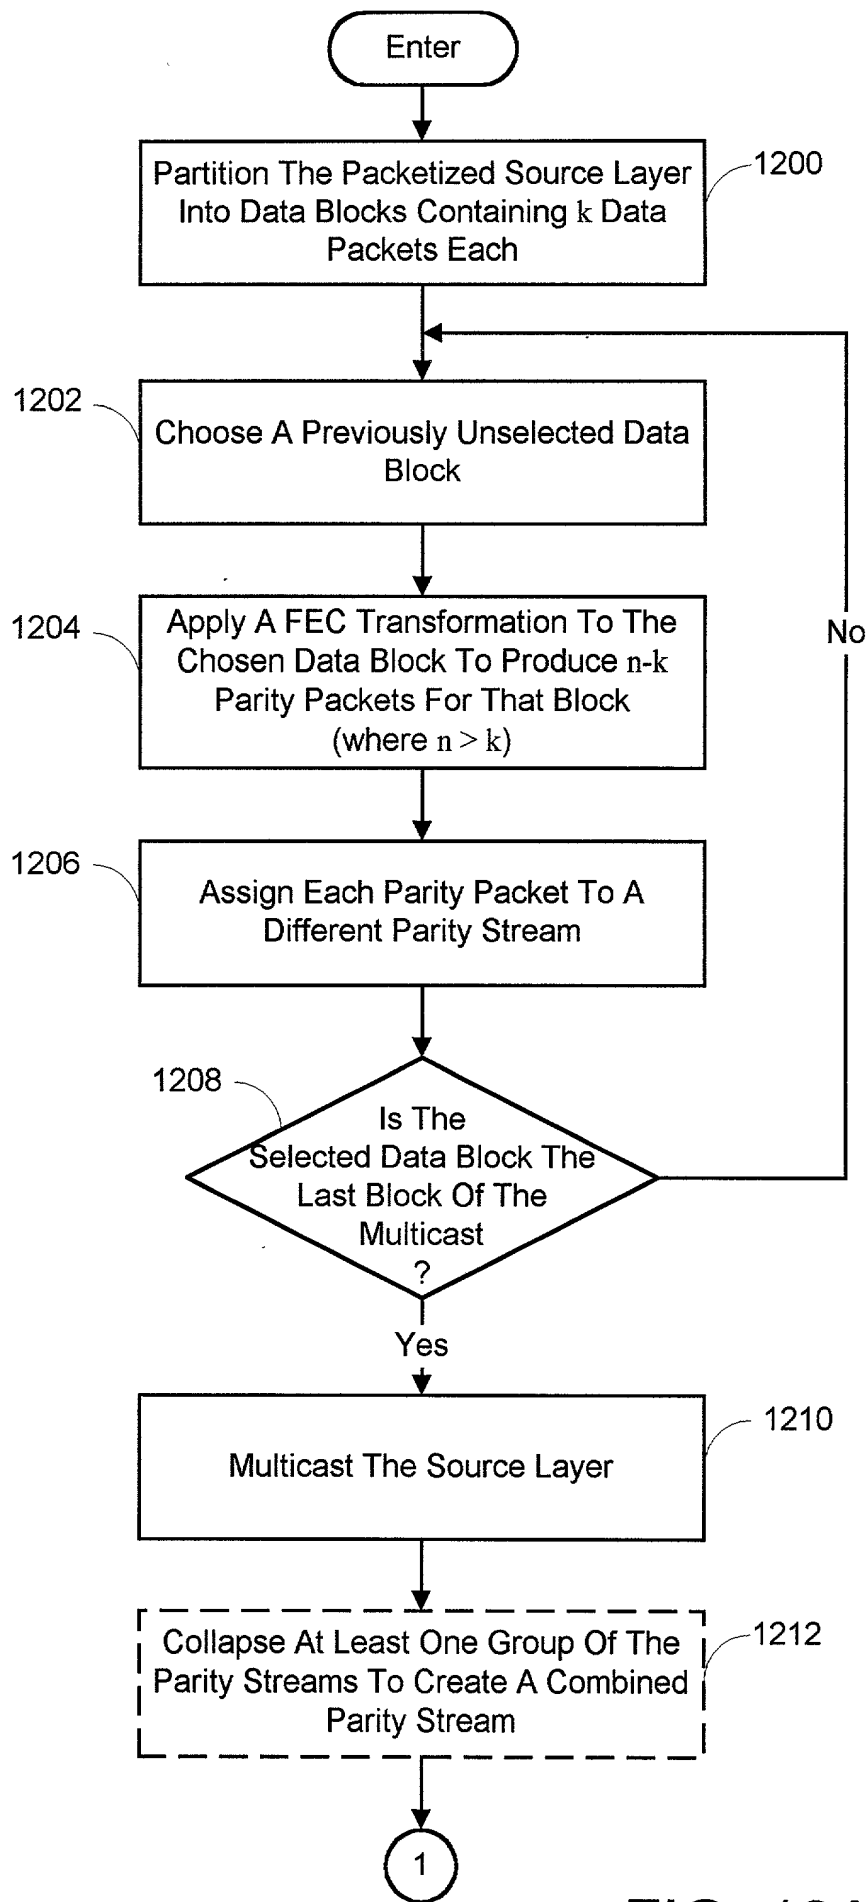 Enter
Partition The Packetized Source Layer
Into Data Blocks Containing k Data
Packets Each
1200
1202
Choose A Previously Unselected Data
Block
1204
Apply A FEC Transformation To The
Chosen Data Block To Produce n-k
Parity Packets For That Block
(where n > k)
No
1206
Assign Each Parity Packet To A
Different Parity Stream
1208
Is The
Selected Data Block The
Last Block Of The
Multicast
?
Yes
1210
Multicast The Source Layer
1212
Collapse At Least One Group Of The
Parity Streams To Create A Combined
Parity Stream
1